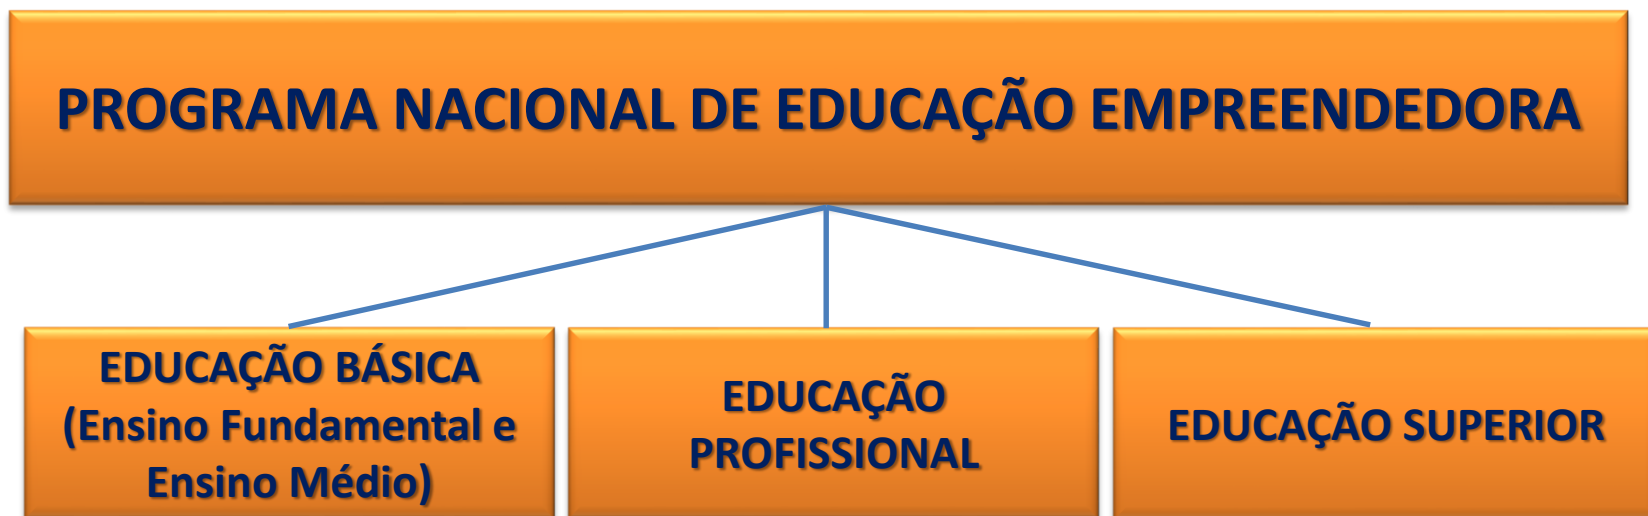 PROGRAMA NACIONAL DE EDUCAÇÃO EMPREENDEDORA
EDUCAÇÃO BÁSICA
(Ensino Fundamental e
Ensino Médio)
EDUCAÇÃO
PROFISSIONAL
EDUCAÇÃO SUPERIOR